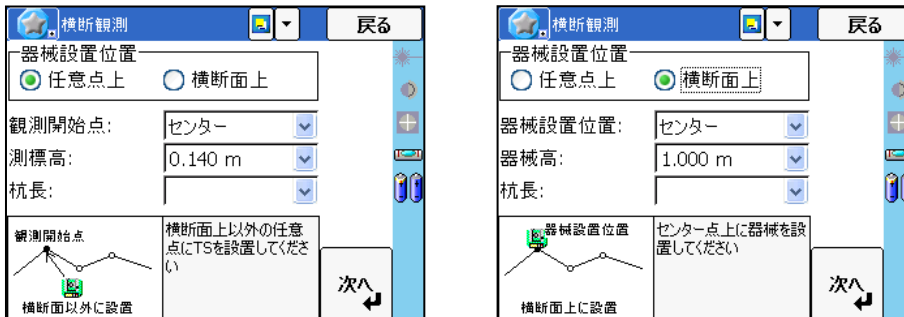 横断観測
戻る
器械設置位置
任意点上
横断面上
観測開始点:
センター
測標高:
0.140 m
杭長:
観測開始点
横断面以外に設置
横断面上以外の任意
点にTSを設置してくださ
い
次へ
横断観測
戻る
器械設置位置
任意点上
横断面上
器械設置位置:
センター
器械高:
1.000 m
杭長:
器械設置位置
横断面上に設置
センター点上に器械を設
置してください
次へ